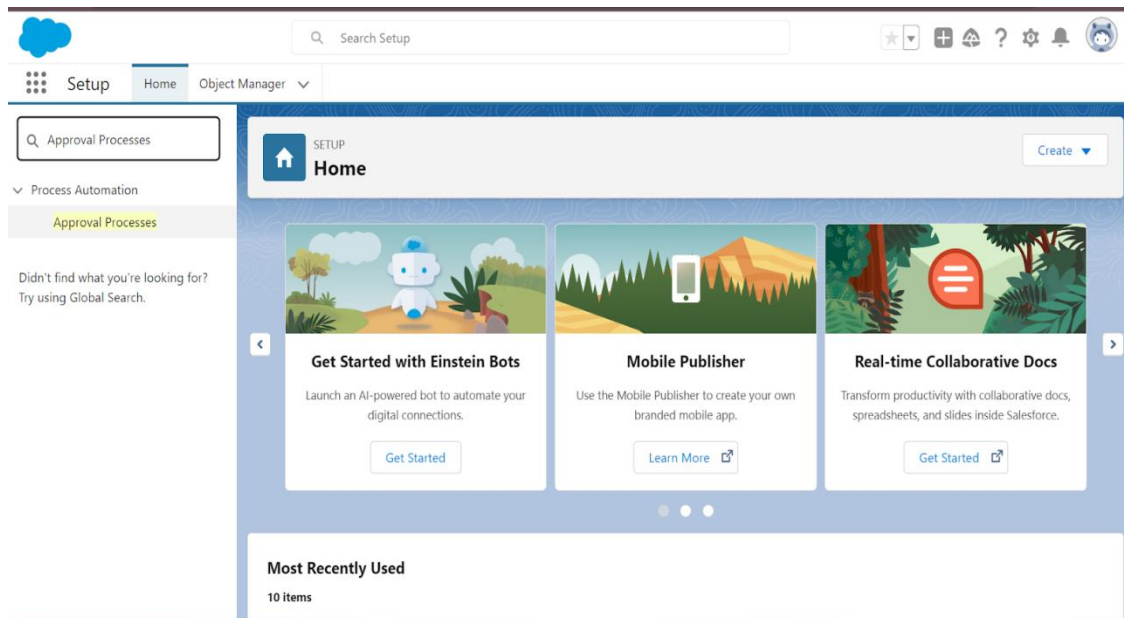 Search Setup
Setup
Home
Object Manager
Approval Processes
Process Automation
Approval Processes
Didn't find what you're looking for?
Try using Global Search.
SETUP
Home
Create
Get Started with Einstein Bots
Launch an AI-powered bot to automate your
digital connections.
Get Started
Mobile Publisher
Use the Mobile Publisher to create your own
branded mobile app.
Learn More
Real-time Collaborative Docs
Transform productivity with collaborative docs,
spreadsheets, and slides inside Salesforce.
Get Started
Most Recently Used
10 items